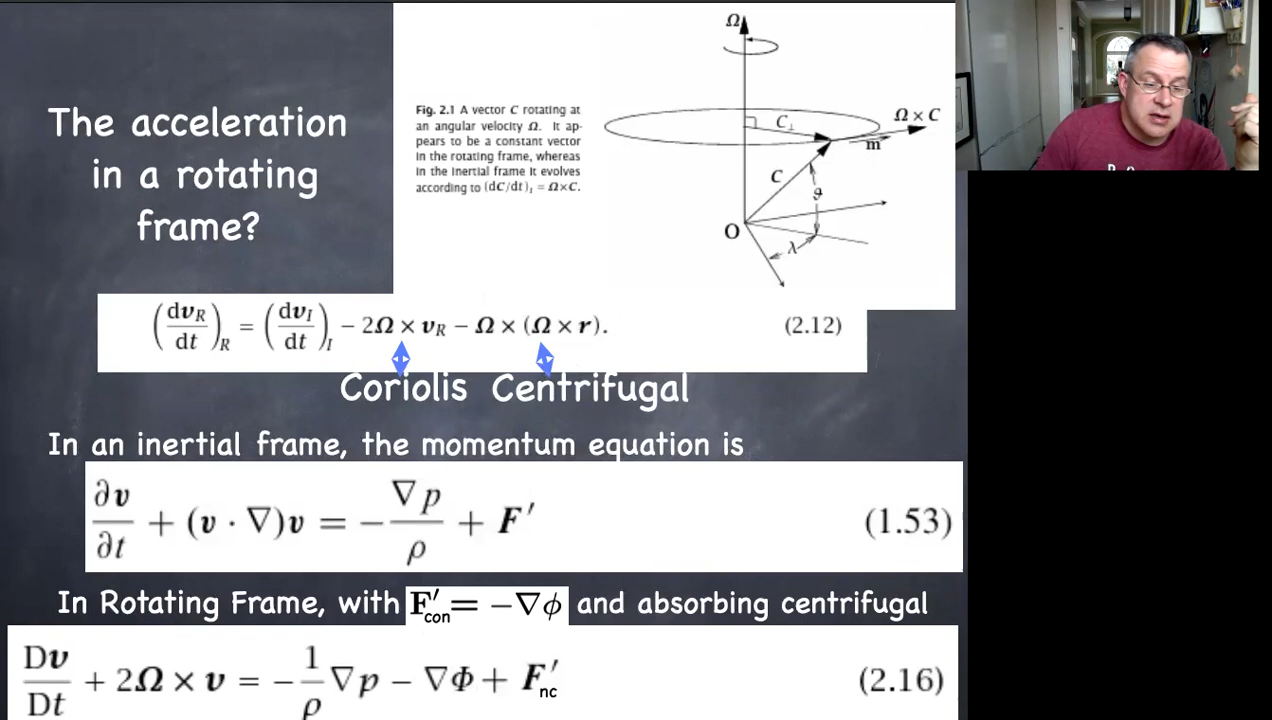 The acceleration
in a rotating
frame?
Fig. 2.1 A vector C rotating at
an angular velocity Ω. It ap-
pears to be a constant vector
in the rotating frame, whereas
in the inertial frame it evolves
according to (dC/dt)_I = Ω×C.
Ω
C⊥
Ω × C
m
C
ϑ
O
λ
(dv_R/dt)_R = (dv_I/dt)_I − 2Ω × v_R − Ω × (Ω × r). (2.12)
Coriolis Centrifugal
In an inertial frame, the momentum equation is
∂v/∂t + (v · ∇)v = −∇p/ρ + F′ (1.53)
In Rotating Frame, with F′_con = −∇ϕ and absorbing centrifugal
Dv/Dt + 2Ω × v = −1/ρ ∇p − ∇Φ + F′_nc (2.16)